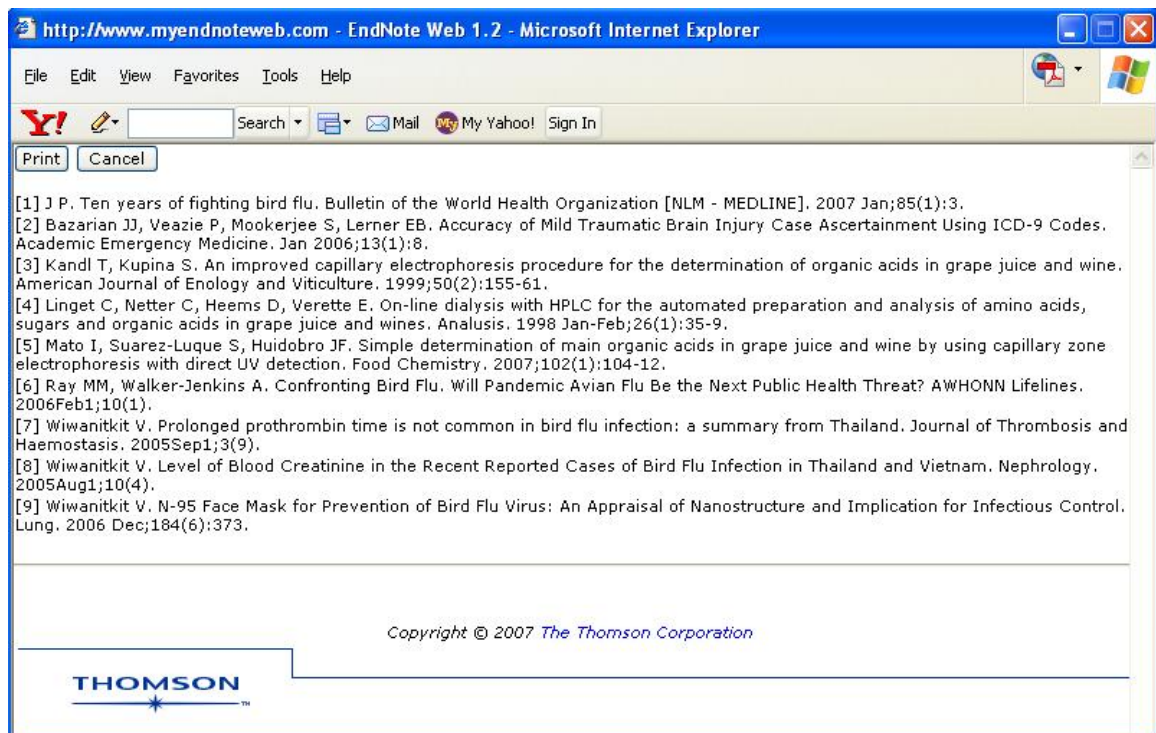 http://www.myendnoteweb.com - EndNote Web 1.2 - Microsoft Internet Explorer
File Edit View Favorites Tools Help
Y! Search Mail My My Yahoo! Sign In
Print Cancel
[1] J P. Ten years of fighting bird flu. Bulletin of the World Health Organization [NLM - MEDLINE]. 2007 Jan;85(1):3.
[2] Bazarian JJ, Veazie P, Mookerjee S, Lerner EB. Accuracy of Mild Traumatic Brain Injury Case Ascertainment Using ICD-9 Codes.
Academic Emergency Medicine. Jan 2006;13(1):8.
[3] Kandl T, Kupina S. An improved capillary electrophoresis procedure for the determination of organic acids in grape juice and wine.
American Journal of Enology and Viticulture. 1999;50(2):155-61.
[4] Linget C, Netter C, Heems D, Verette E. On-line dialysis with HPLC for the automated preparation and analysis of amino acids,
sugars and organic acids in grape juice and wines. Analusis. 1998 Jan-Feb;26(1):35-9.
[5] Mato I, Suarez-Luque S, Huidobro JF. Simple determination of main organic acids in grape juice and wine by using capillary zone
electrophoresis with direct UV detection. Food Chemistry. 2007;102(1):104-12.
[6] Ray MM, Walker-Jenkins A. Confronting Bird Flu. Will Pandemic Avian Flu Be the Next Public Health Threat? AWHONN Lifelines.
2006Feb1;10(1).
[7] Wiwanitkit V. Prolonged prothrombin time is not common in bird flu infection: a summary from Thailand. Journal of Thrombosis and
Haemostasis. 2005Sep1;3(9).
[8] Wiwanitkit V. Level of Blood Creatinine in the Recent Reported Cases of Bird Flu Infection in Thailand and Vietnam. Nephrology.
2005Aug1;10(4).
[9] Wiwanitkit V. N-95 Face Mask for Prevention of Bird Flu Virus: An Appraisal of Nanostructure and Implication for Infectious Control.
Lung. 2006 Dec;184(6):373.
Copyright © 2007 The Thomson Corporation
THOMSON
TM